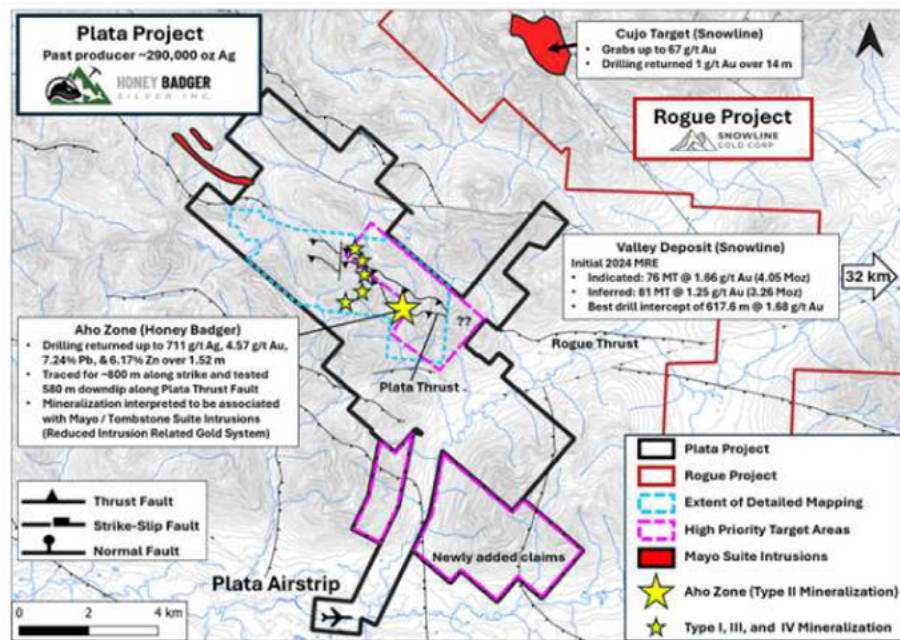 Plata Project
Past producer ~290,000 oz Ag
HONEY BADGER
SILVER INC.
Cujo Target (Snowline)
• Grabs up to 67 g/t Au
• Drilling returned 1 g/t Au over 14 m
Rogue Project
SNOWLINE
GOLD CORP
Valley Deposit (Snowline)
Initial 2024 MRE
• Indicated: 76 MT @ 1.66 g/t Au (4.05 Moz)
• Inferred: 81 MT @ 1.25 g/t Au (3.26 Moz)
• Best drill intercept of 617.6 m @ 1.68 g/t Au
32 km
??
Rogue Thrust
Plata Thrust
Aho Zone (Honey Badger)
• Drilling returned up to 711 g/t Ag, 4.57 g/t Au,
7.24% Pb, & 6.17% Zn over 1.52 m
• Traced for ~800 m along strike and tested
580 m downdip along Plata Thrust Fault
• Mineralization interpreted to be associated
with Mayo / Tombstone Suite Intrusions
(Reduced Intrusion Related Gold System)
Thrust Fault
Strike-Slip Fault
Normal Fault
Newly added claims
Plata Airstrip
0 2 4 km
Plata Project
Rogue Project
Extent of Detailed Mapping
High Priority Target Areas
Mayo Suite Intrusions
Aho Zone (Type II Mineralization)
Type I, III, and IV Mineralization